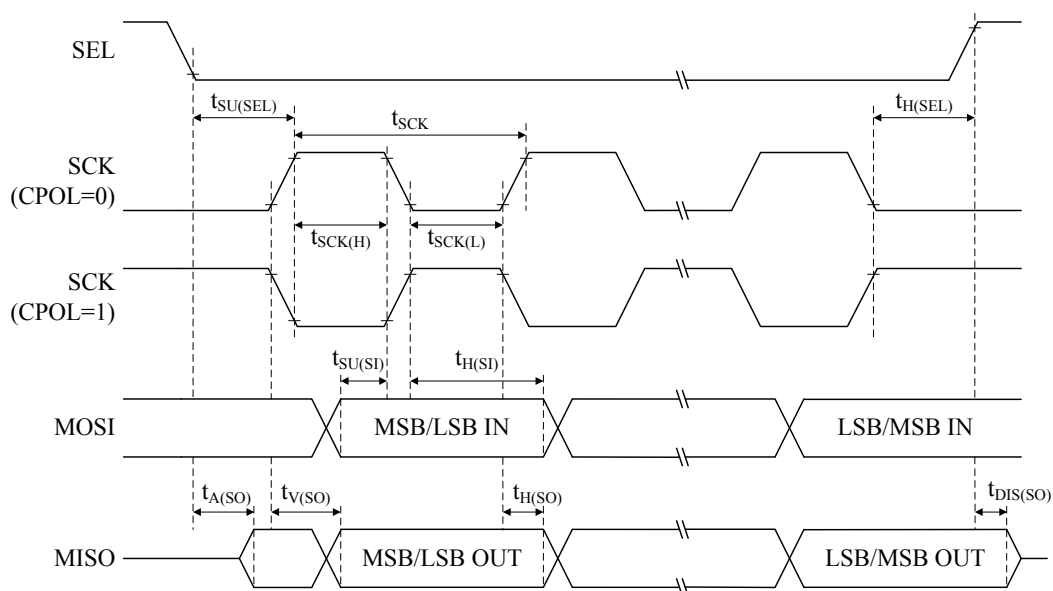 SEL
tSU(SEL)
tSCK
tH(SEL)
SCK
(CPOL=0)
tSCK(H)
tSCK(L)
SCK
(CPOL=1)
tSU(SI)
tH(SI)
MOSI
MSB/LSB IN
LSB/MSB IN
tA(SO)
tV(SO)
tH(SO)
tDIS(SO)
MISO
MSB/LSB OUT
LSB/MSB OUT